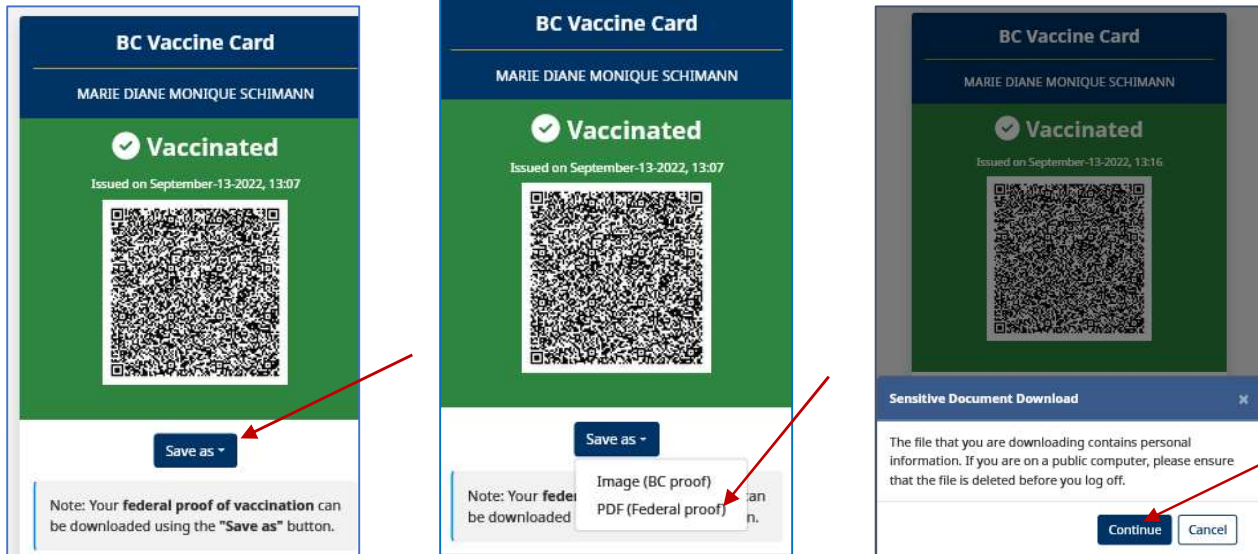 BC Vaccine Card
MARIE DIANE MONIQUE SCHIMANN
Vaccinated
Issued on September-13-2022, 13:07
Save as
Note: Your federal proof of vaccination can
be downloaded using the "Save as" button.
BC Vaccine Card
MARIE DIANE MONIQUE SCHIMANN
Vaccinated
Issued on September-13-2022, 13:07
Save as
Image (BC proof)
PDF (Federal proof)
Note: Your feder can
be downloaded n.
BC Vaccine Card
MARIE DIANE MONIQUE SCHIMANN
Vaccinated
Issued on September-13-2022, 13:16
Sensitive Document Download
The file that you are downloading contains personal
information. If you are on a public computer, please ensure
that the file is deleted before you log off.
Continue Cancel